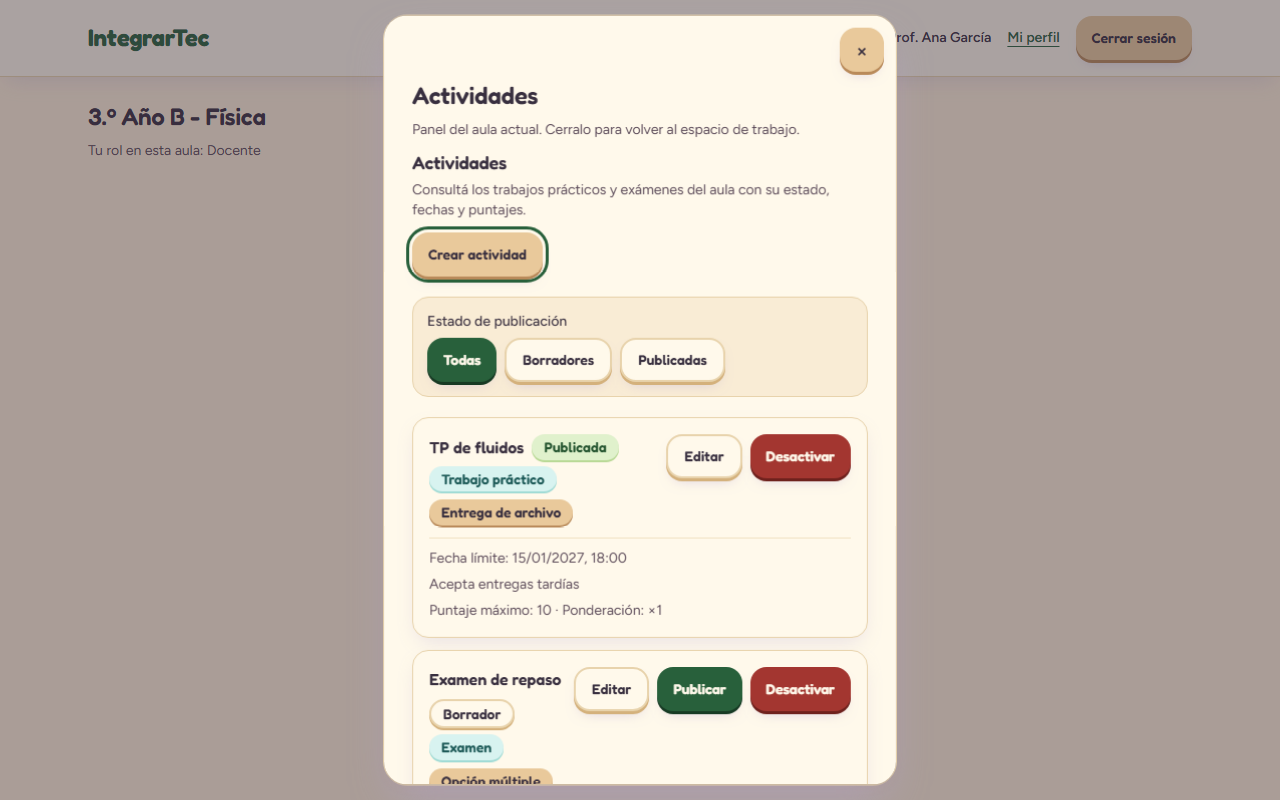 IntegrarTec
rof. Ana García
Mi perfil
Cerrar sesión
3.º Año B - Física
Tu rol en esta aula: Docente
×
Actividades
Panel del aula actual. Cerralo para volver al espacio de trabajo.
Actividades
Consultá los trabajos prácticos y exámenes del aula con su estado,
fechas y puntajes.
Crear actividad
Estado de publicación
Todas
Borradores
Publicadas
TP de fluidos
Publicada
Editar
Desactivar
Trabajo práctico
Entrega de archivo
Fecha límite: 15/01/2027, 18:00
Acepta entregas tardías
Puntaje máximo: 10 · Ponderación: ×1
Examen de repaso
Editar
Publicar
Desactivar
Borrador
Examen
Opción múltiple